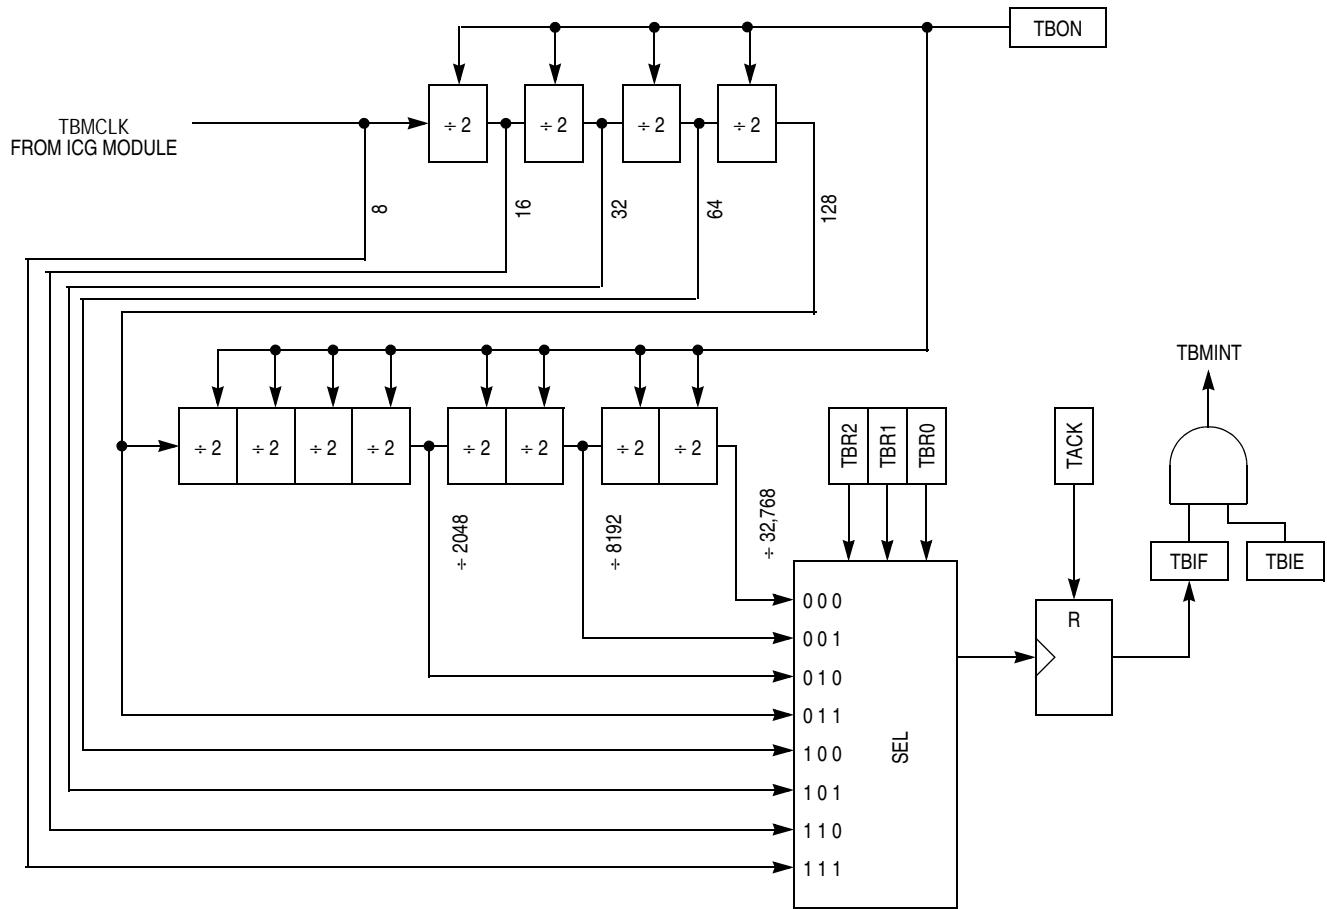 TBON
TBMCLK
FROM ICG MODULE
÷ 2
÷ 2
÷ 2
÷ 2
8
16
32
64
128
TBMINT
÷ 2
÷ 2
÷ 2
÷ 2
÷ 2
÷ 2
÷ 2
÷ 2
TBR2
TBR1
TBR0
TACK
÷ 2048
÷ 8192
÷ 32,768
TBIF
TBIE
0 0 0
0 0 1
0 1 0
0 1 1
1 0 0
1 0 1
1 1 0
1 1 1
SEL
R